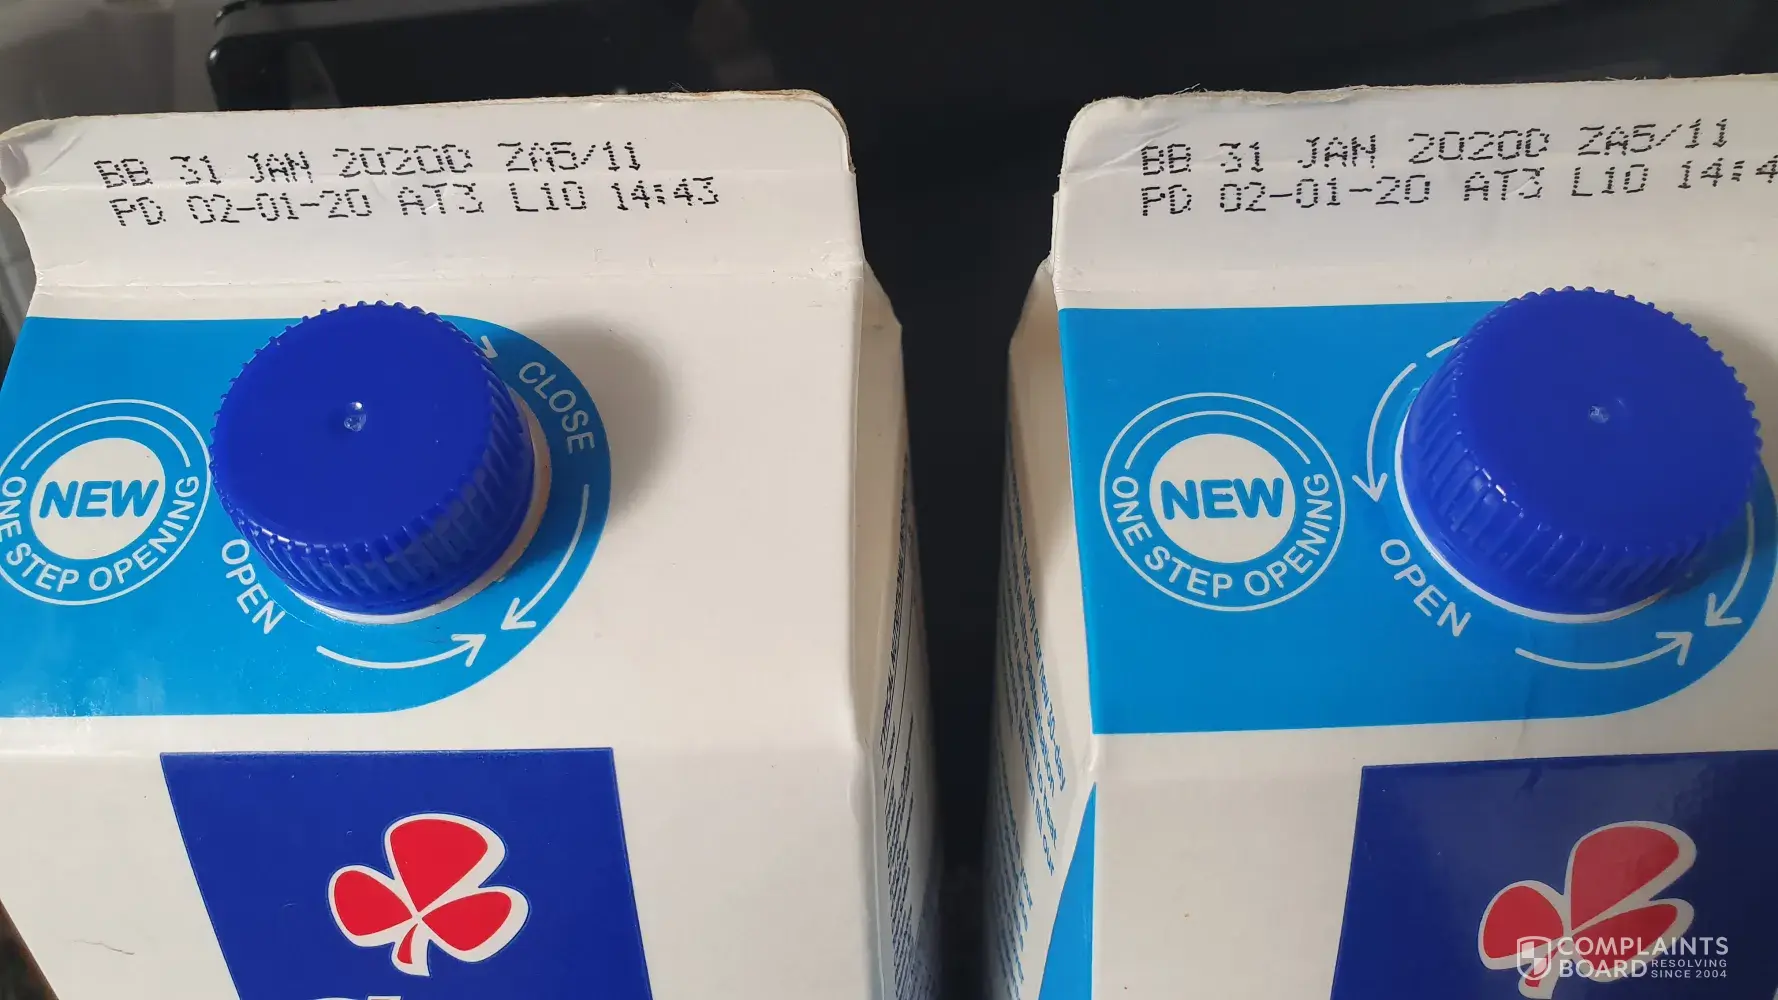 BB 31 JAN 2020D ZA5/11
PD 02-01-20 AT3 L10 14:43
CLOSE
NEW
ONE STEP OPENING
OPEN
BB 31 JAN 2020D ZA5/11
PD 02-01-20 AT3 L10 14:4
NEW
ONE STEP OPENING
OPEN
COMPLAINTS
BOARD RESOLVING
SINCE 2004